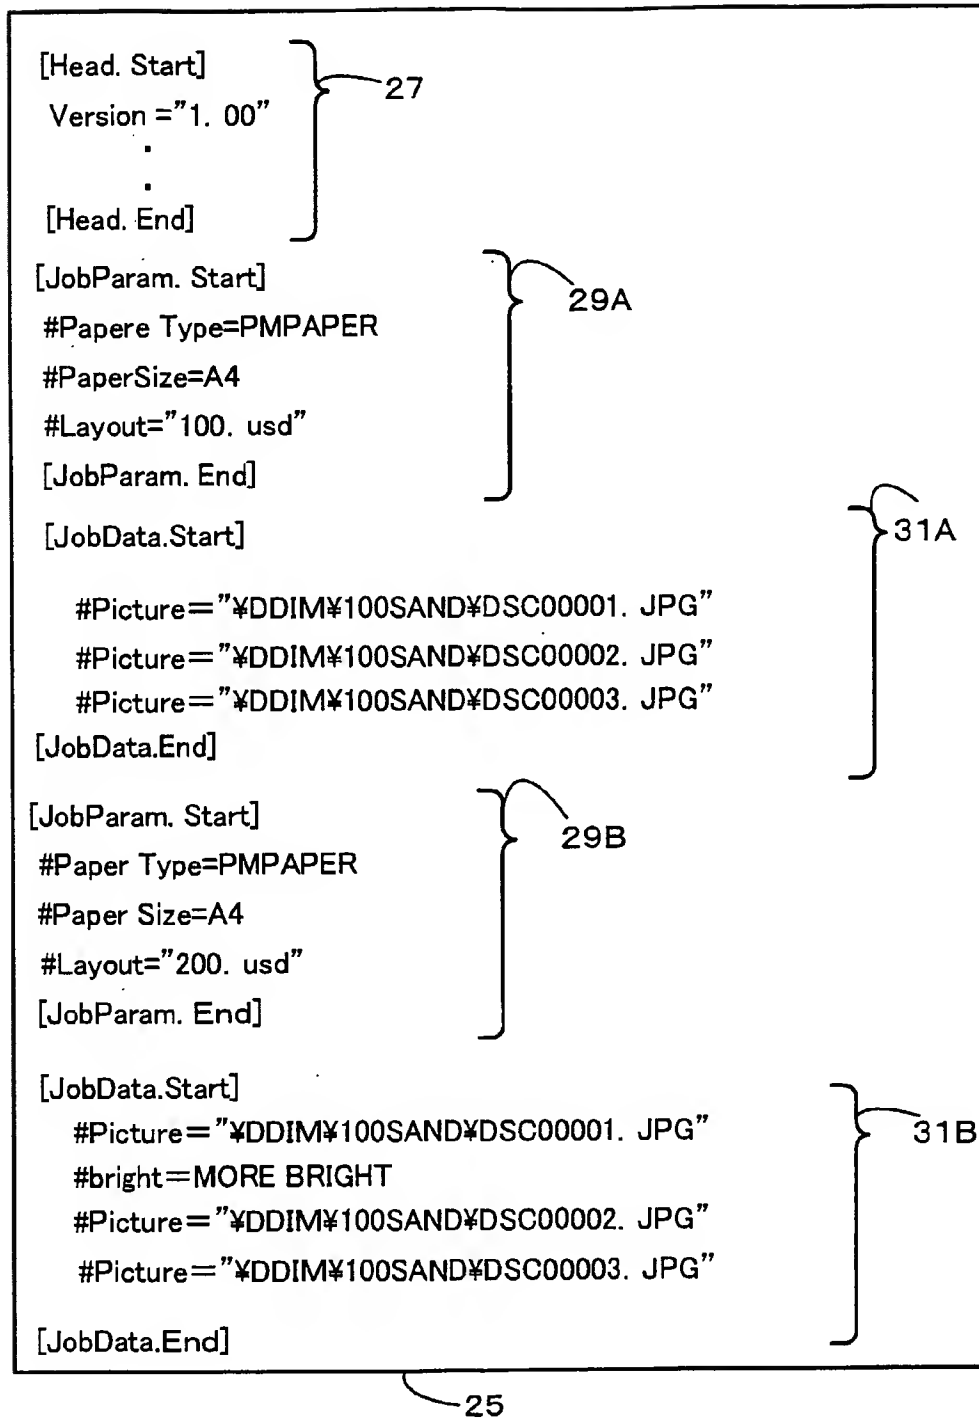 [Head. Start]
27
Version ="1. 00"
.
.
[Head. End]
[JobParam. Start]
29A
#Papere Type=PMPAPER
#PaperSize=A4
#Layout="100. usd"
[JobParam. End]
[JobData.Start]
31A
#Picture="¥DDIM¥100SAND¥DSC00001. JPG"
#Picture="¥DDIM¥100SAND¥DSC00002. JPG"
#Picture="¥DDIM¥100SAND¥DSC00003. JPG"
[JobData.End]
[JobParam. Start]
29B
#Paper Type=PMPAPER
#Paper Size=A4
#Layout="200. usd"
[JobParam. End]
[JobData.Start]
31B
#Picture="¥DDIM¥100SAND¥DSC00001. JPG"
#bright=MORE BRIGHT
#Picture="¥DDIM¥100SAND¥DSC00002. JPG"
#Picture="¥DDIM¥100SAND¥DSC00003. JPG"
[JobData.End]
25